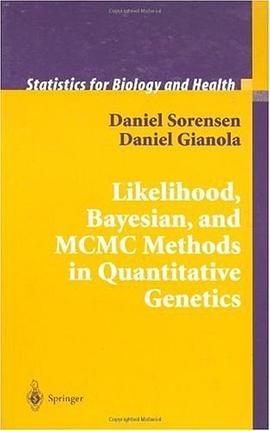 Statistics for Biology and Health
Daniel Sorensen
Daniel Gianola
Likelihood,
Bayesian, and
MCMC Methods
in Quantitative
Genetics
Springer